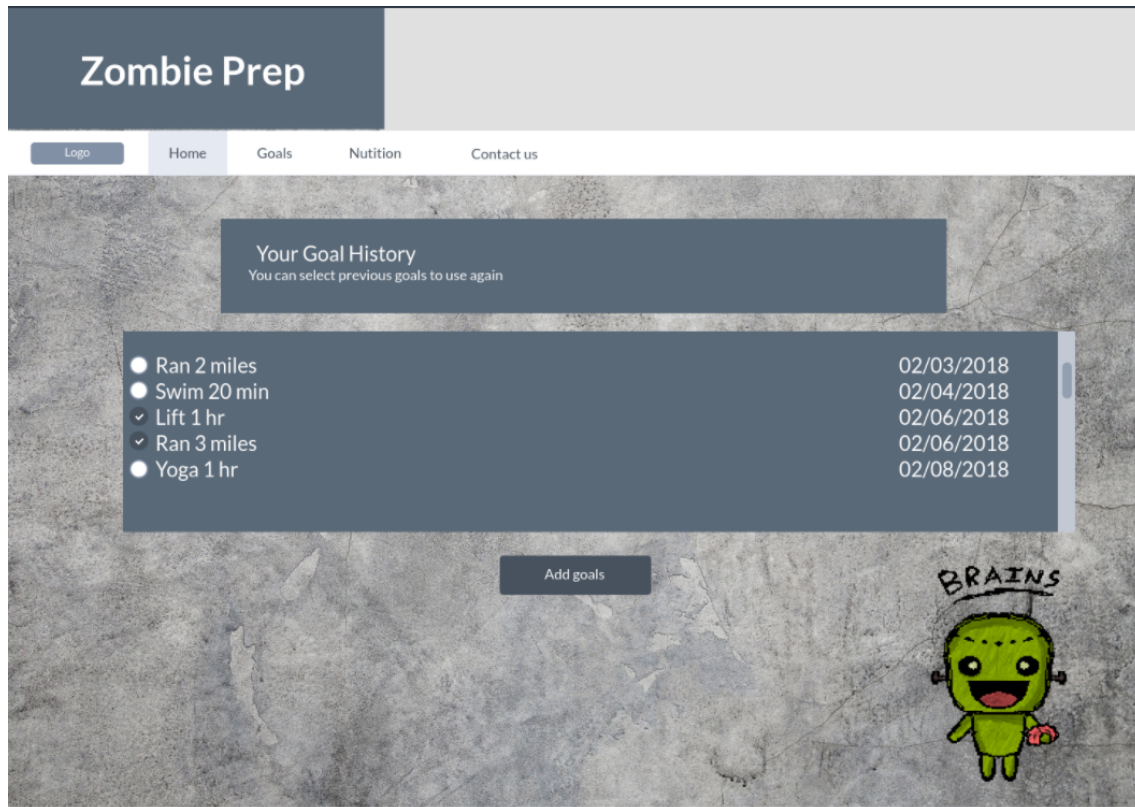 Zombie Prep
Logo Home Goals Nutition Contact us
Your Goal History
You can select previous goals to use again
Ran 2 miles 02/03/2018
Swim 20 min 02/04/2018
Lift 1 hr 02/06/2018
Ran 3 miles 02/06/2018
Yoga 1 hr 02/08/2018
Add goals
BRAINS